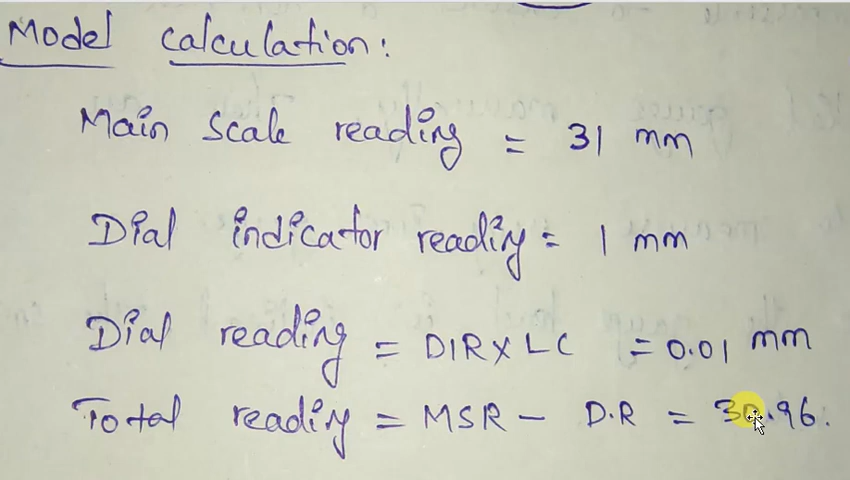 Model calculation:
Main scale reading = 31 mm
Dial indicator reading = 1 mm
Dial reading = DIR X LC = 0.01 mm
Total reading = MSR - D.R = 30.96.